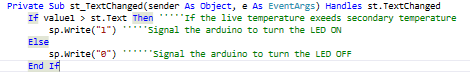 Private Sub st_TextChanged(sender As Object, e As EventArgs) Handles st.TextChanged
If value1 > st.Text Then '''''If the live temperature exeeds secondary temperature
sp.Write("1") '''''Signal the arduino to turn the LED ON
Else
sp.Write("0") ''''''Signal the arduino to turn the LED OFF
End If